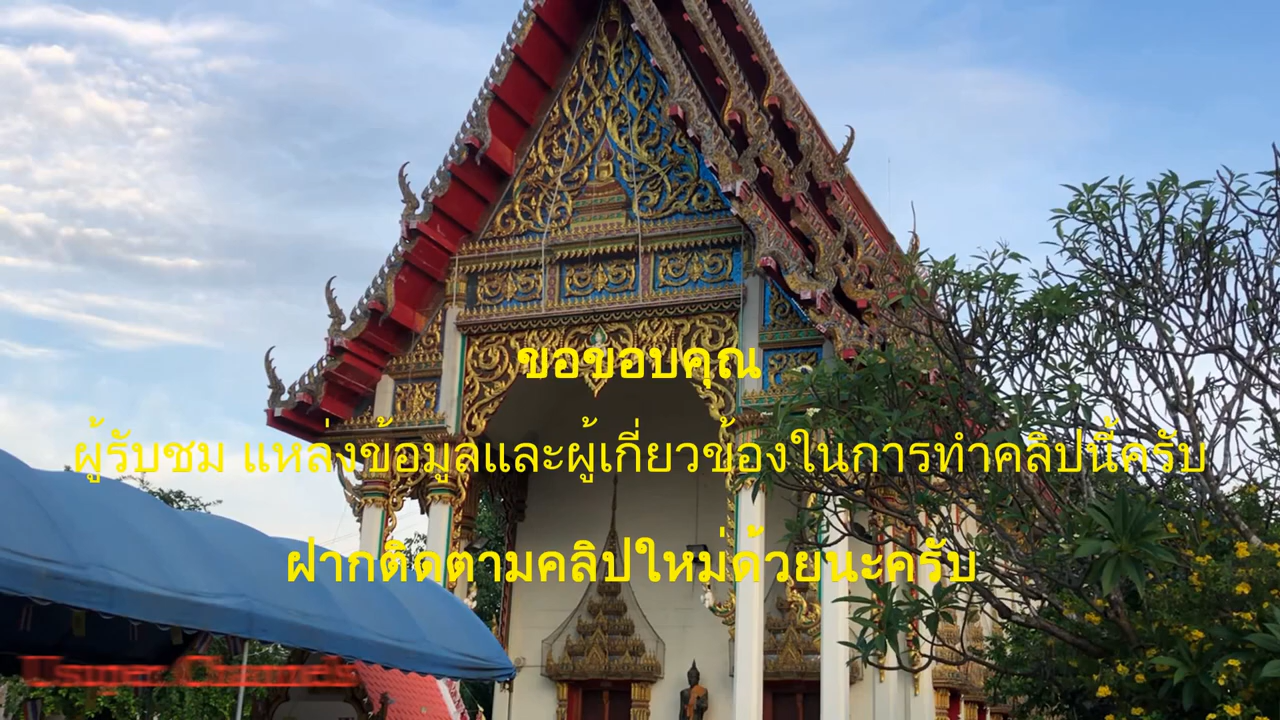 ขอขอบคุณ
ผู้รับชม แหล่งข้อมูลและผู้เกี่ยวข้องในการทำคลิปนี้ครับ
ฝากติดตามคลิปใหม่ด้วยนะครับ